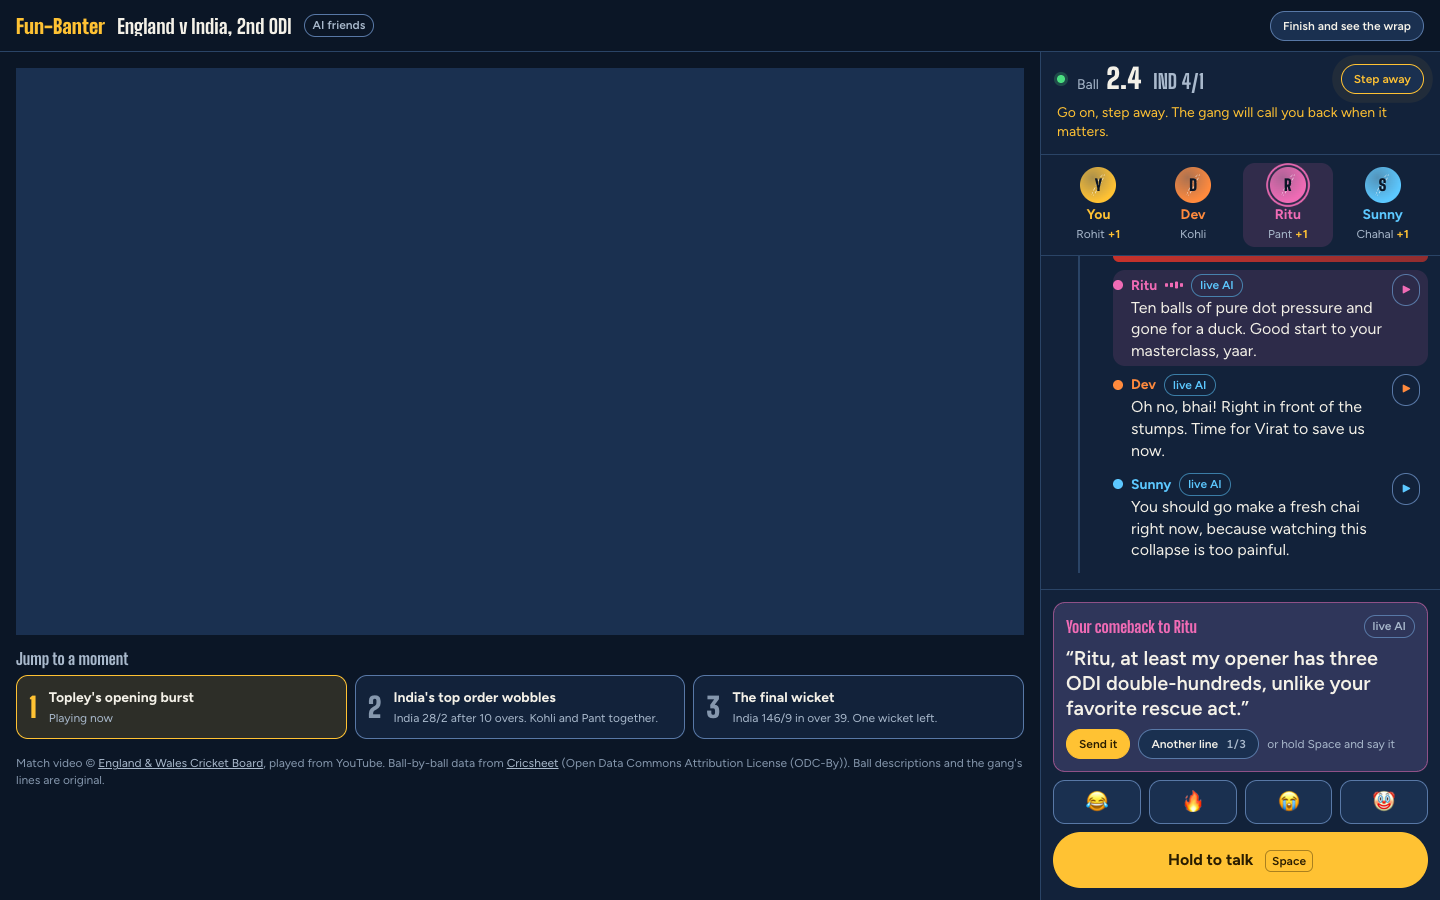 Fun-Banter England v India, 2nd ODI AI friends
Finish and see the wrap
Ball 2.4 IND 4/1
Step away
Go on, step away. The gang will call you back when it
matters.
Y D R S
You Dev Ritu Sunny
Rohit +1 Kohli Pant +1 Chahal +1
Ritu live AI
Ten balls of pure dot pressure and
gone for a duck. Good start to your
masterclass, yaar.
Dev live AI
Oh no, bhai! Right in front of the
stumps. Time for Virat to save us
now.
Sunny live AI
You should go make a fresh chai
right now, because watching this
collapse is too painful.
Your comeback to Ritu live AI
“Ritu, at least my opener has three
ODI double-hundreds, unlike your
favorite rescue act.”
Send it Another line 1/3 or hold Space and say it
Hold to talk Space
Jump to a moment
1 Topley's opening burst
Playing now
2 India's top order wobbles
India 28/2 after 10 overs. Kohli and Pant together.
3 The final wicket
India 146/9 in over 39. One wicket left.
Match video © England & Wales Cricket Board, played from YouTube. Ball-by-ball data from Cricsheet (Open Data Commons Attribution License (ODC-By)). Ball descriptions and the gang's
lines are original.